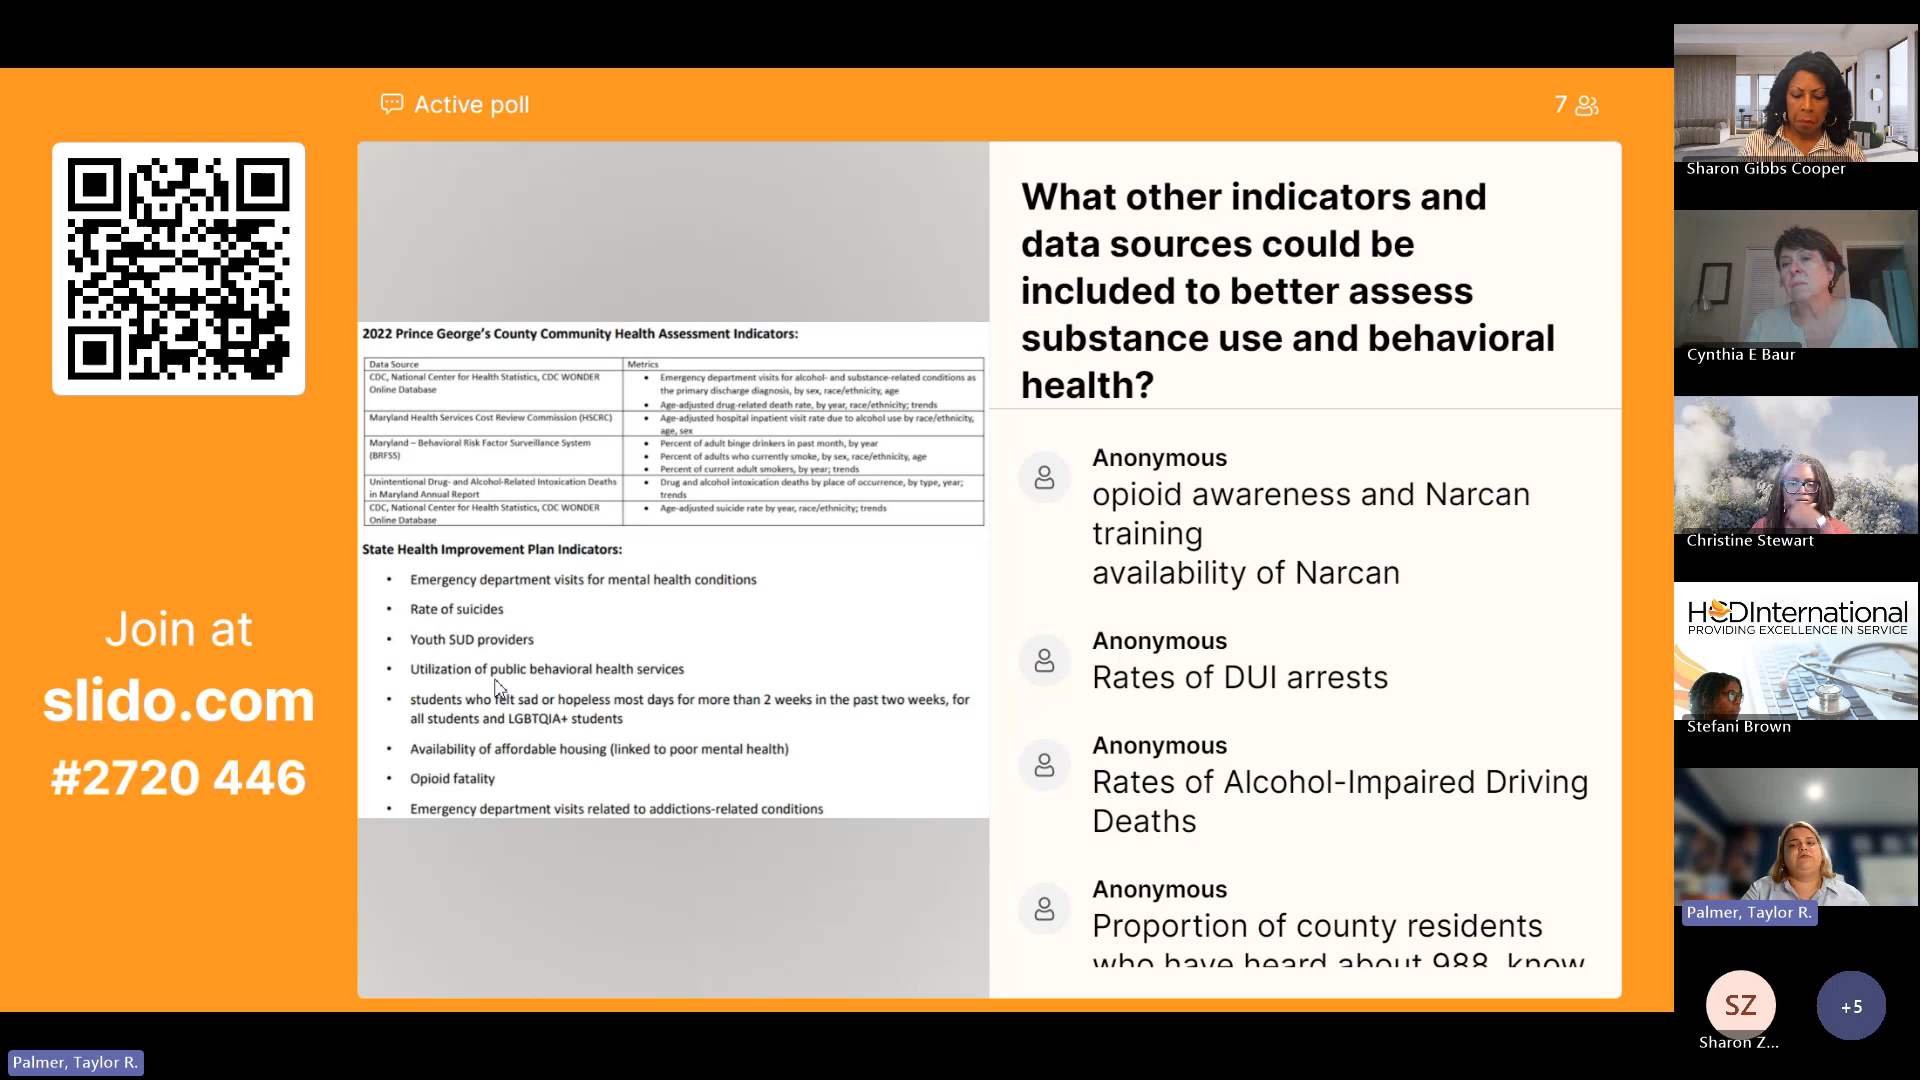 Active poll
7
Join at
slido.com
#2720 446
2022 Prince George's County Community Health Assessment Indicators:
Data Source
Metrics
CDC, National Center for Health Statistics, CDC WONDER
Online Database
• Emergency department visits for alcohol- and substance-related conditions as
the primary discharge diagnosis, by sex, race/ethnicity, age
• Age-adjusted drug-related death rate, by year, race/ethnicity; trends
Maryland Health Services Cost Review Commission (HSCRC)
• Age-adjusted hospital inpatient visit rate due to alcohol use by race/ethnicity,
age, sex
Maryland – Behavioral Risk Factor Surveillance System
(BRFSS)
• Percent of adult binge drinkers in past month, by year
• Percent of adults who currently smoke, by sex, race/ethnicity, age
• Percent of current adult smokers, by year; trends
Unintentional Drug- and Alcohol-Related Intoxication Deaths
in Maryland Annual Report
• Drug and alcohol intoxication deaths by place of occurrence, by type, year;
trends
CDC, National Center for Health Statistics, CDC WONDER
Online Database
• Age-adjusted suicide rate by year, race/ethnicity; trends
State Health Improvement Plan Indicators:
• Emergency department visits for mental health conditions
• Rate of suicides
• Youth SUD providers
• Utilization of public behavioral health services
• students who felt sad or hopeless most days for more than 2 weeks in the past two weeks, for
all students and LGBTQIA+ students
• Availability of affordable housing (linked to poor mental health)
• Opioid fatality
• Emergency department visits related to addictions-related conditions
What other indicators and
data sources could be
included to better assess
substance use and behavioral
health?
Anonymous
opioid awareness and Narcan
training
availability of Narcan
Anonymous
Rates of DUI arrests
Anonymous
Rates of Alcohol-Impaired Driving
Deaths
Anonymous
Proportion of county residents
who have heard about 988, know
Sharon Gibbs Cooper
Cynthia E Baur
Christine Stewart
HCDInternational
PROVIDING EXCELLENCE IN SERVICE
Stefani Brown
Palmer, Taylor R.
SZ
+5
Sharon Z...
Palmer, Taylor R.